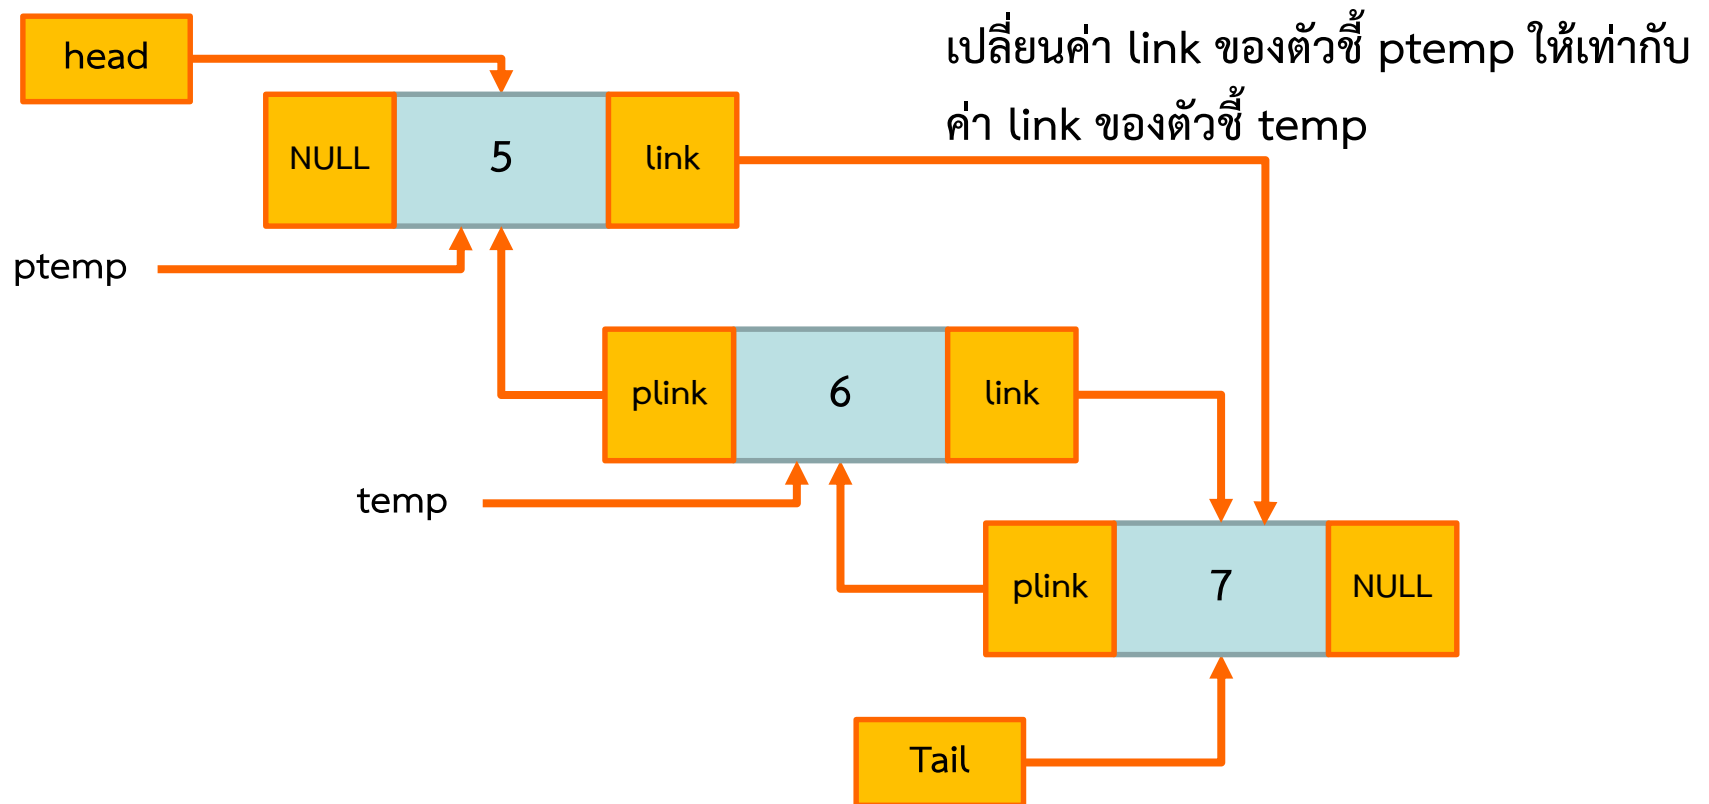 head
เปลี่ยนค่า link ของตัวชี้ ptemp ให้เท่ากับ
ค่า link ของตัวชี้ temp
NULL 5 link
ptemp
plink 6 link
temp
plink 7 NULL
Tail